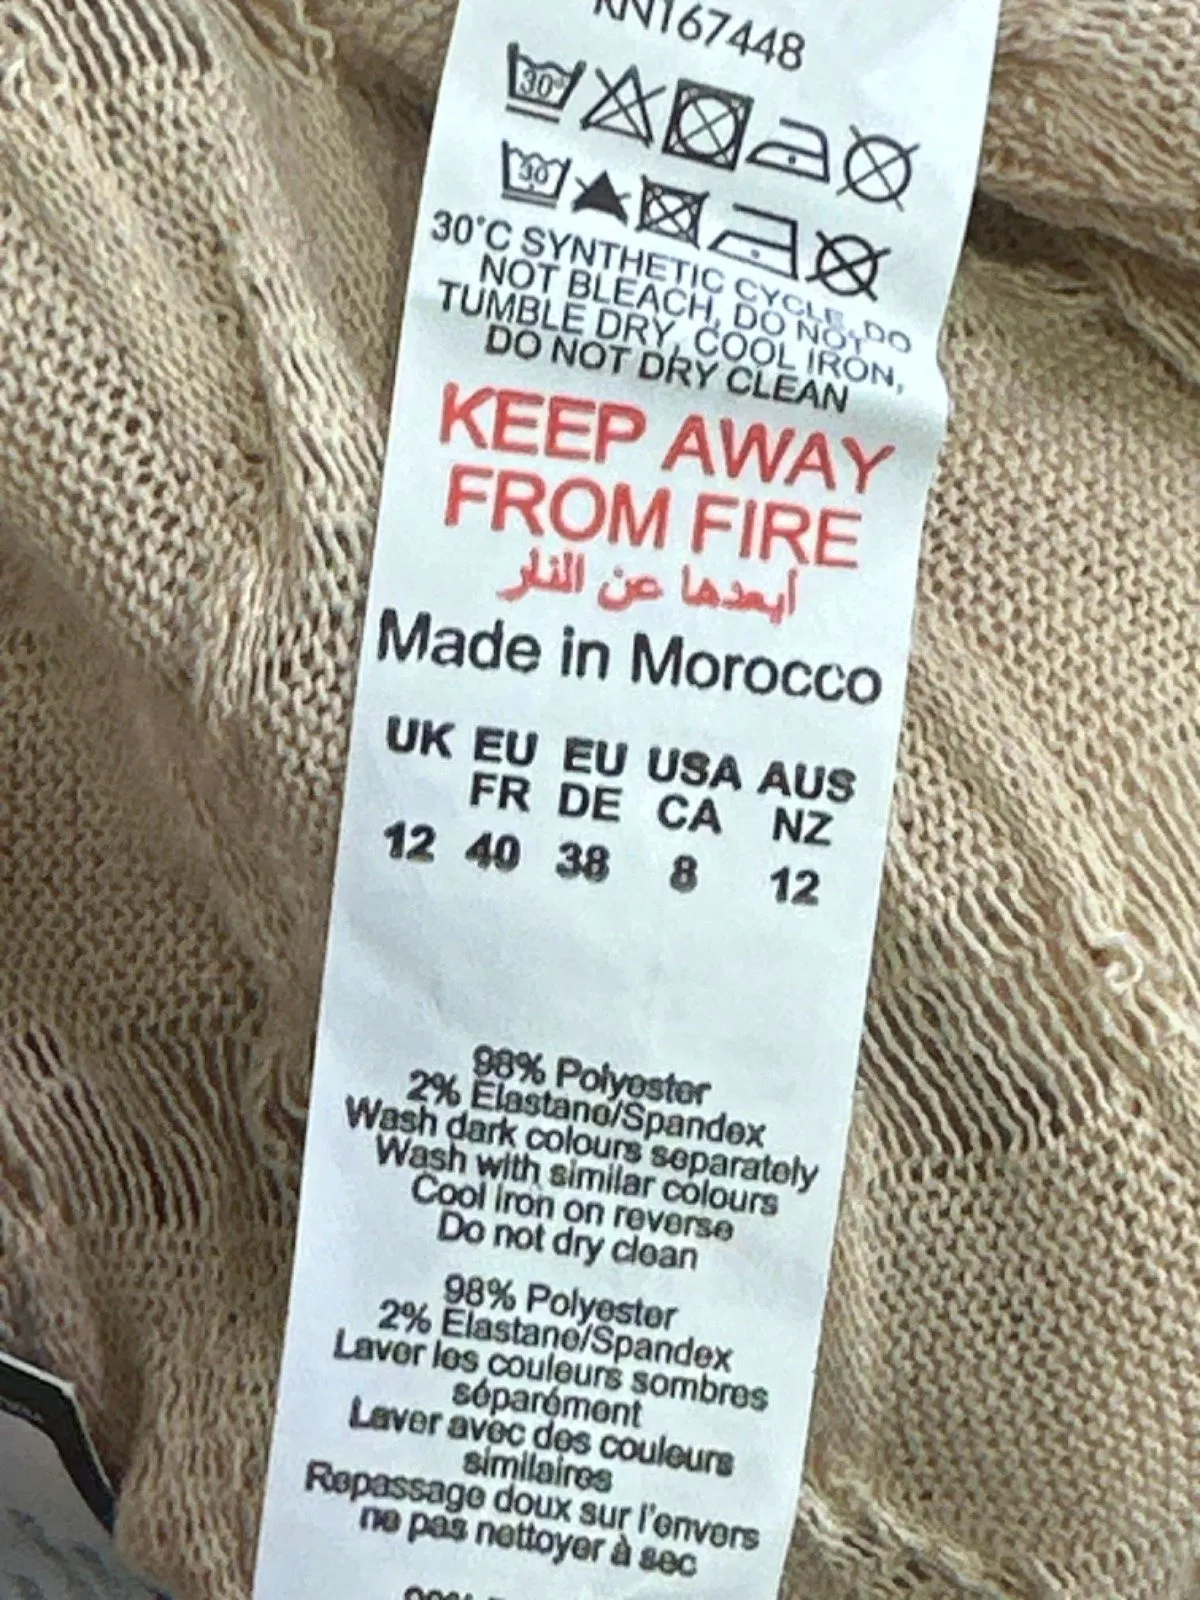 RN167448
30°
30°
30°C SYNTHETIC CYCLE, DO
NOT BLEACH, DO NOT
TUMBLE DRY, COOL IRON,
DO NOT DRY CLEAN
KEEP AWAY
FROM FIRE
أبعدها عن النار
Made in Morocco
UK EU EU USA AUS
FR DE CA NZ
12 40 38 8 12
98% Polyester
2% Elastane/Spandex
Wash dark colours separately
Wash with similar colours
Cool iron on reverse
Do not dry clean
98% Polyester
2% Elastane/Spandex
Laver les couleurs sombres
séparément
Laver avec des couleurs
similaires
Repassage doux sur l'envers
ne pas nettoyer à sec